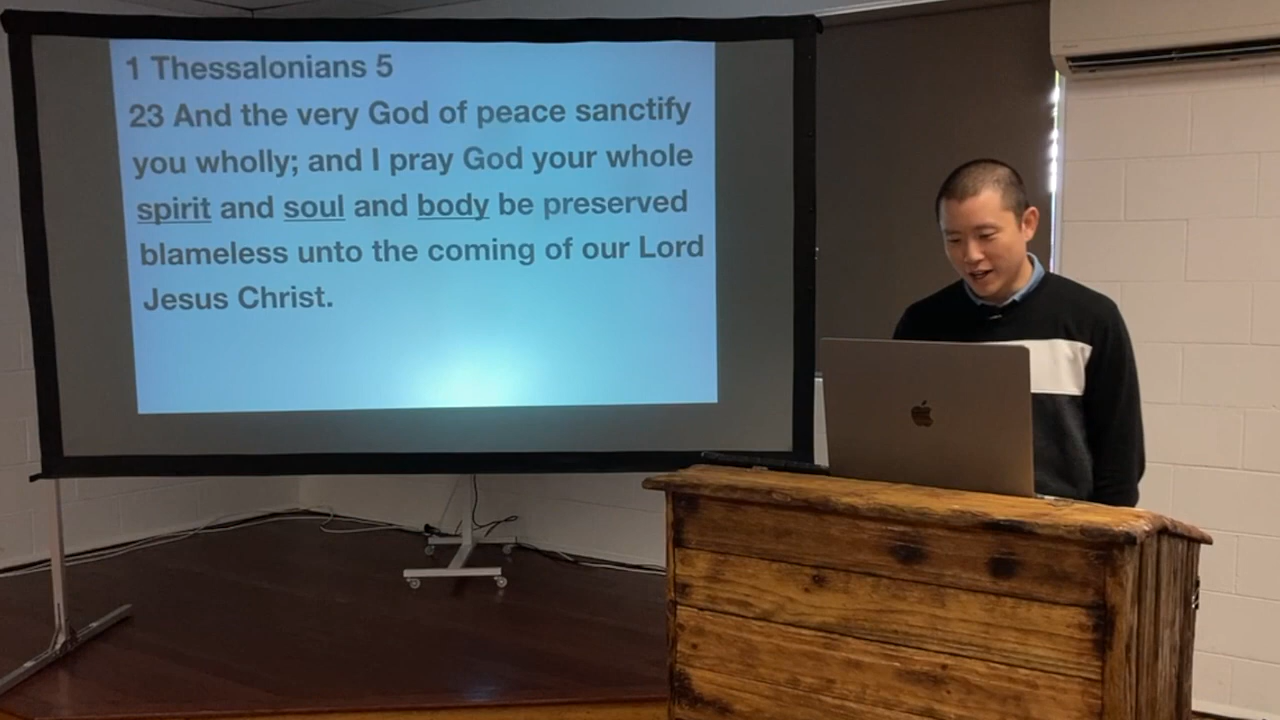 1 Thessalonians 5
23 And the very God of peace sanctify
you wholly; and I pray God your whole
spirit and soul and body be preserved
blameless unto the coming of our Lord
Jesus Christ.